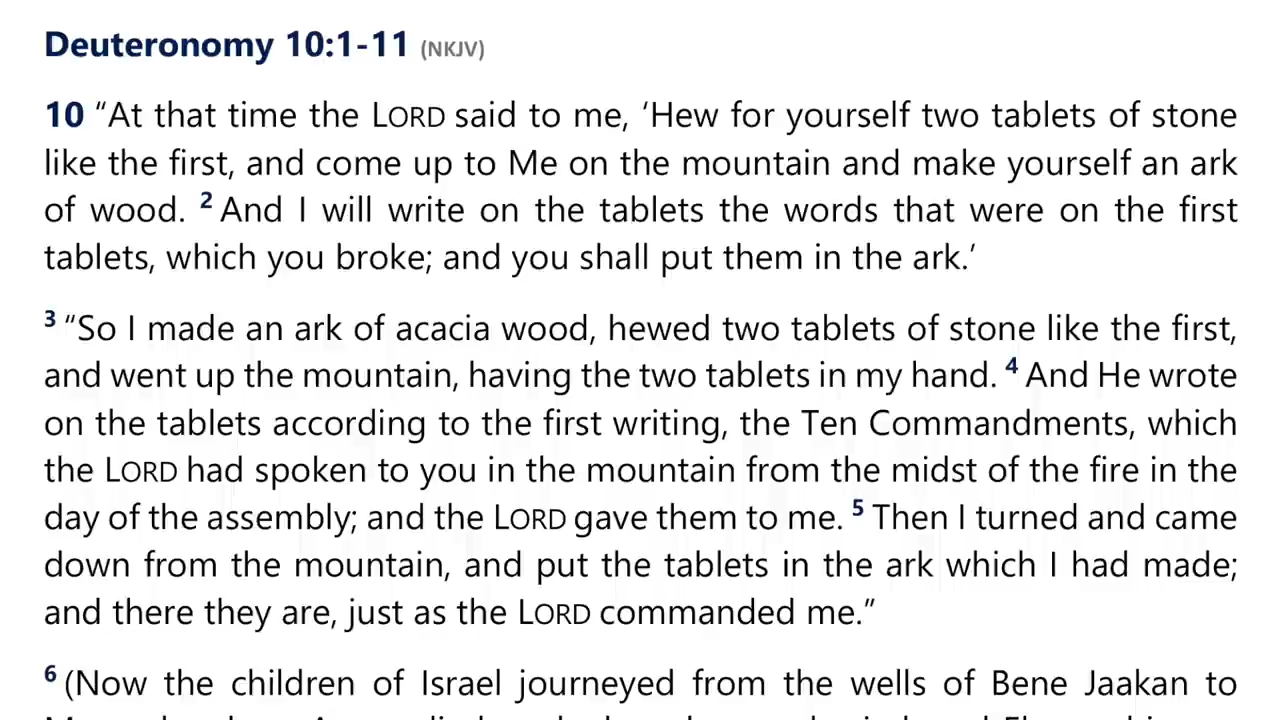 Deuteronomy 10:1-11 (NKJV)
10 “At that time the LORD said to me, ‘Hew for yourself two tablets of stone
like the first, and come up to Me on the mountain and make yourself an ark
of wood. 2 And I will write on the tablets the words that were on the first
tablets, which you broke; and you shall put them in the ark.’
3 “So I made an ark of acacia wood, hewed two tablets of stone like the first,
and went up the mountain, having the two tablets in my hand. 4 And He wrote
on the tablets according to the first writing, the Ten Commandments, which
the LORD had spoken to you in the mountain from the midst of the fire in the
day of the assembly; and the LORD gave them to me. 5 Then I turned and came
down from the mountain, and put the tablets in the ark which I had made;
and there they are, just as the LORD commanded me.”
6 (Now the children of Israel journeyed from the wells of Bene Jaakan to